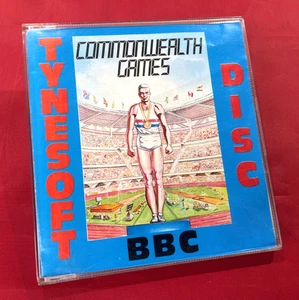 COMMONWEALTH
GAMES
TYNESOFT
DISC
BBC